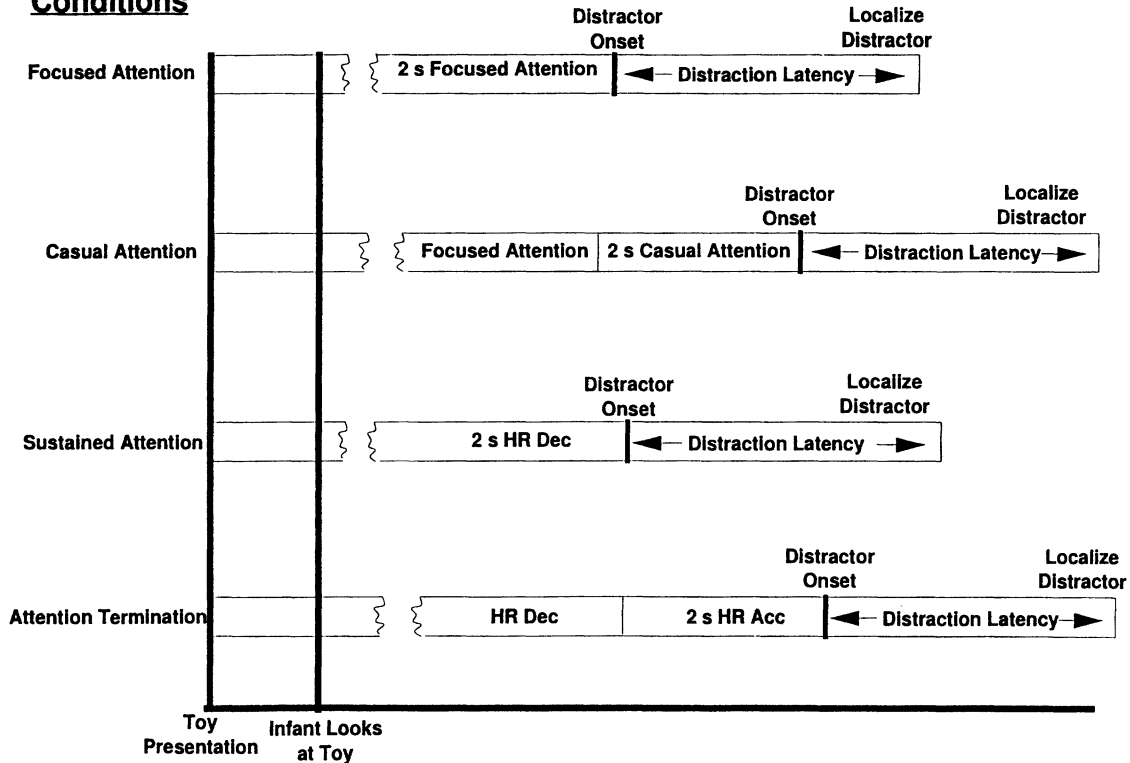 Conditions
Distractor Onset
Localize Distractor
Focused Attention
2 s Focused Attention
Distraction Latency
Distractor Onset
Localize Distractor
Casual Attention
Focused Attention
2 s Casual Attention
Distraction Latency
Distractor Onset
Localize Distractor
Sustained Attention
2 s HR Dec
Distraction Latency
Distractor Onset
Localize Distractor
Attention Termination
HR Dec
2 s HR Acc
Distraction Latency
Toy Presentation
Infant Looks at Toy